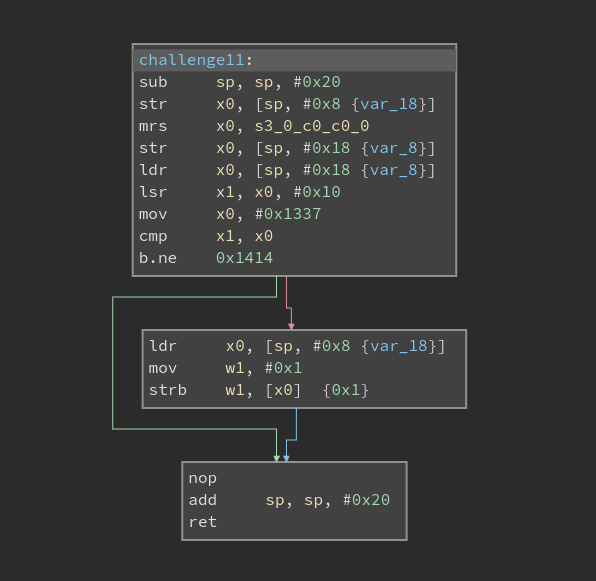 challenge11:
sub sp, sp, #0x20
str x0, [sp, #0x8 {var_18}]
mrs x0, s3_0_c0_c0_0
str x0, [sp, #0x18 {var_8}]
ldr x0, [sp, #0x18 {var_8}]
lsr x1, x0, #0x10
mov x0, #0x1337
cmp x1, x0
b.ne 0x1414
ldr x0, [sp, #0x8 {var_18}]
mov w1, #0x1
strb w1, [x0] {0x1}
nop
add sp, sp, #0x20
ret